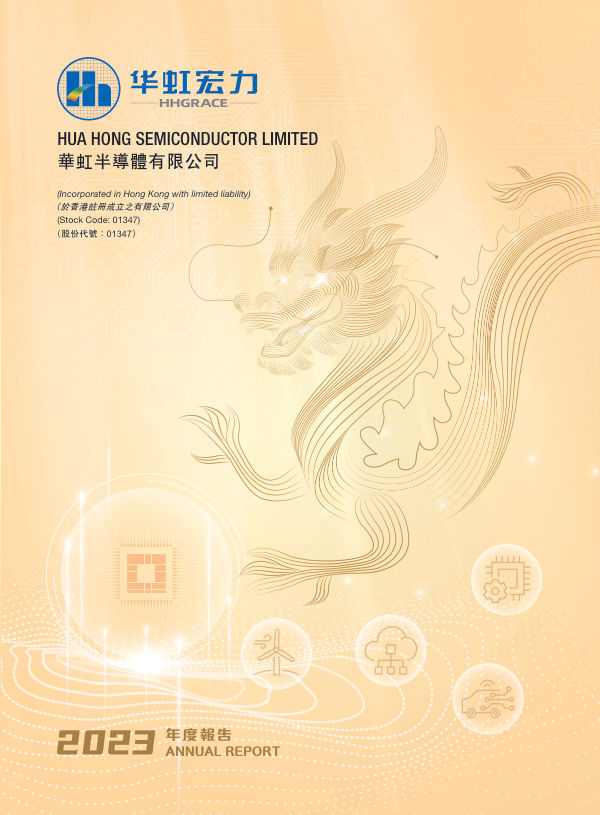 华虹宏力
HHGRACE
HUA HONG SEMICONDUCTOR LIMITED
華虹半導體有限公司
(Incorporated in Hong Kong with limited liability)
（於香港註冊成立之有限公司）
(Stock Code: 01347)
（股份代號：01347）
2023 年度報告
ANNUAL REPORT